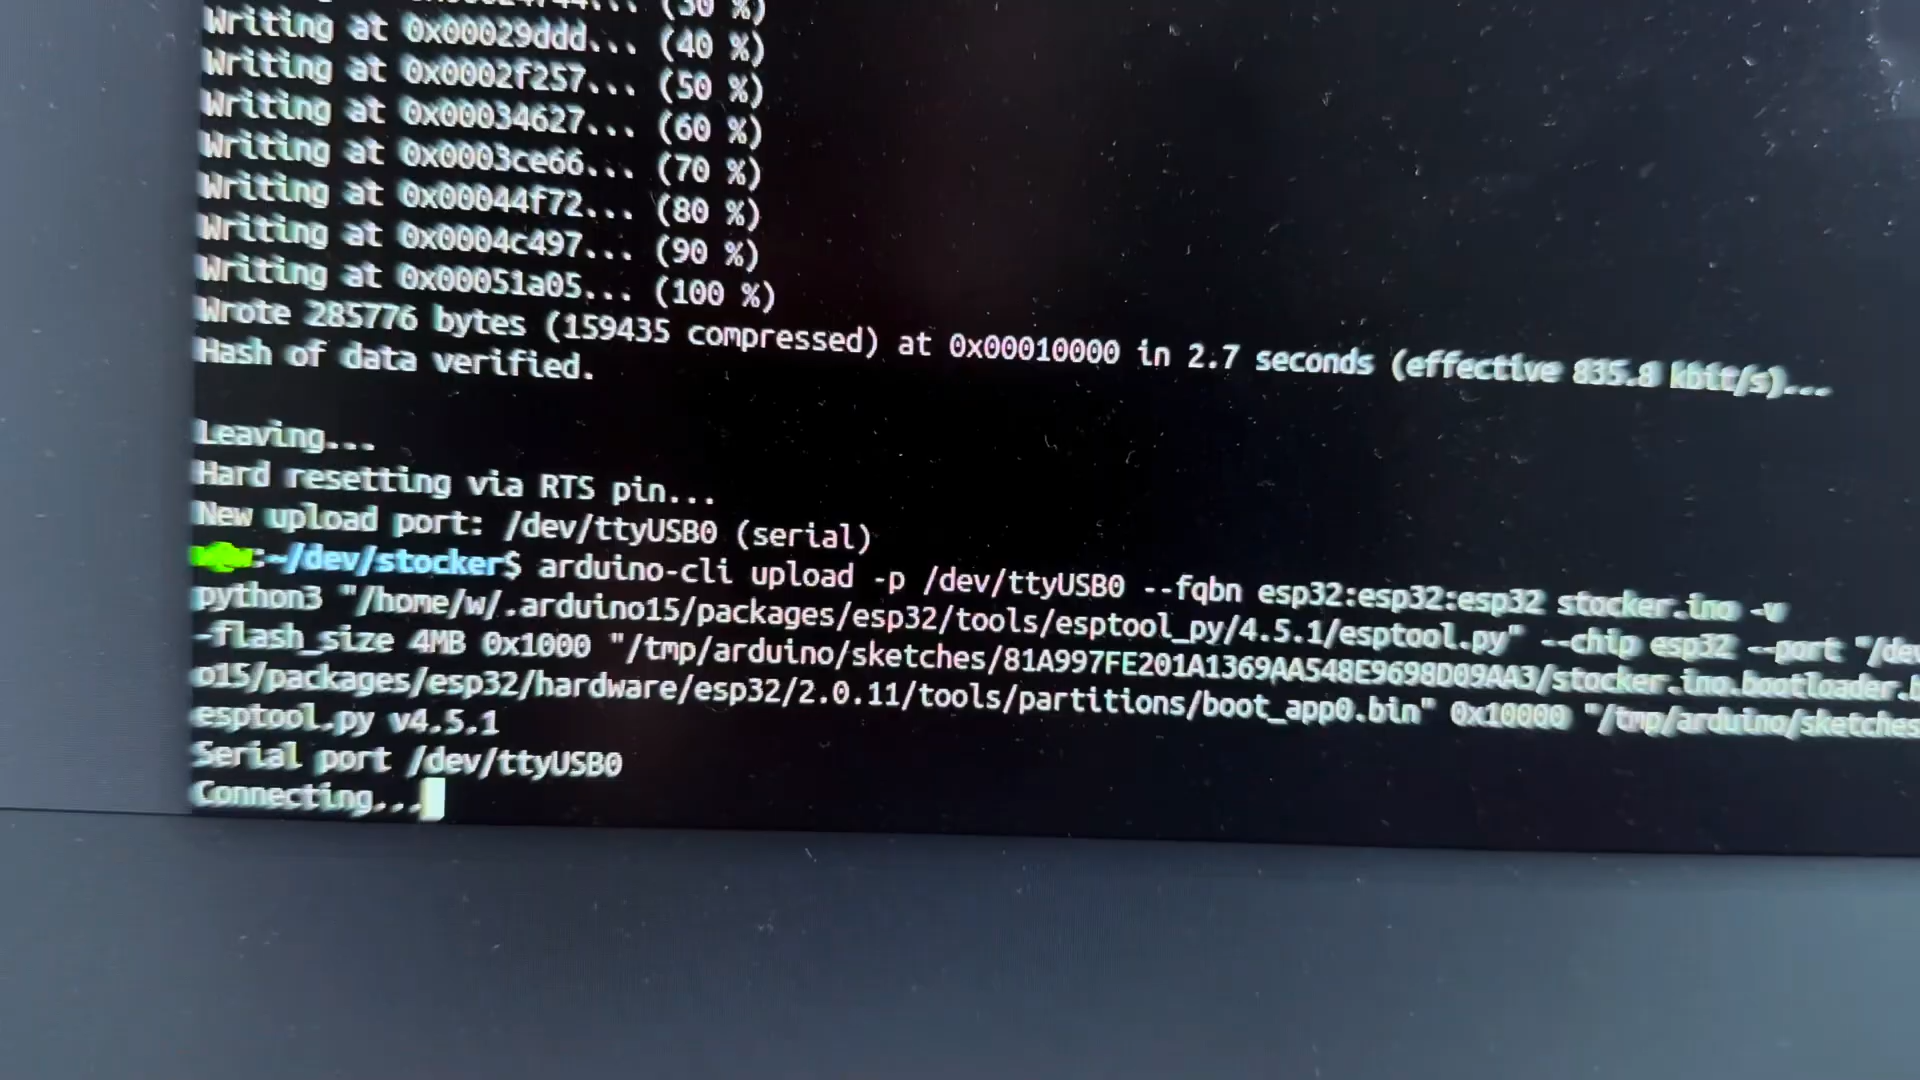 (30 %)
Writing at 0x00029ddd... (40 %)
Writing at 0x0002f257... (50 %)
Writing at 0x00034627... (60 %)
Writing at 0x0003ce66... (70 %)
Writing at 0x00044f72... (80 %)
Writing at 0x0004c497... (90 %)
Writing at 0x00051a05... (100 %)
Wrote 285776 bytes (159435 compressed) at 0x00010000 in 2.7 seconds (effective 835.8 kbit/s)...
Hash of data verified.
Leaving...
Hard resetting via RTS pin...
New upload port: /dev/ttyUSB0 (serial)
:~/dev/stocker$ arduino-cli upload -p /dev/ttyUSB0 --fqbn esp32:esp32:esp32 stocker.ino -v
python3 "/home/w/.arduino15/packages/esp32/tools/esptool_py/4.5.1/esptool.py" --chip esp32 --port "/dev
-flash_size 4MB 0x1000 "/tmp/arduino/sketches/81A997FE201A1369AA548E9698D09AA3/stocker.ino.bootloader.b
o15/packages/esp32/hardware/esp32/2.0.11/tools/partitions/boot_app0.bin" 0x10000 "/tmp/arduino/sketches
esptool.py v4.5.1
Serial port /dev/ttyUSB0
Connecting...